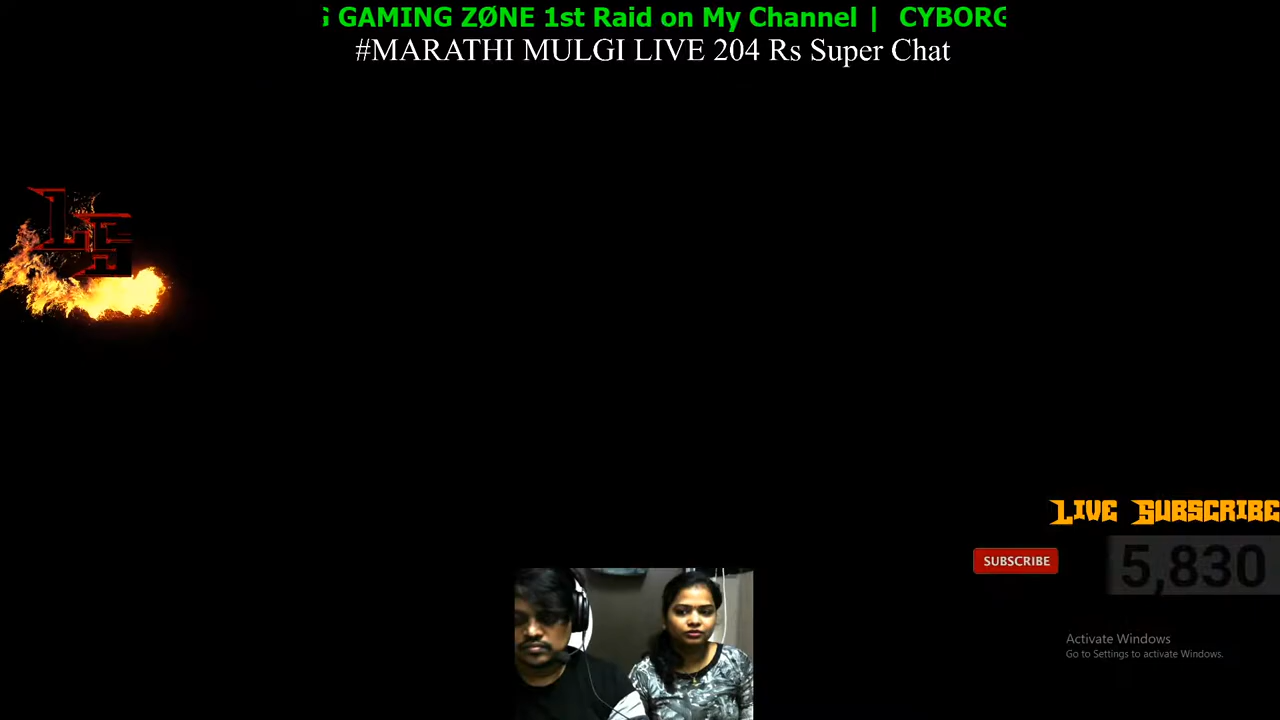 GAMING ZØNE 1st Raid on My Channel | CYBORG
#MARATHI MULGI LIVE 204 Rs Super Chat
LS
LIVE SUBSCRIBE
SUBSCRIBE
5,830
Activate Windows
Go to Settings to activate Windows.